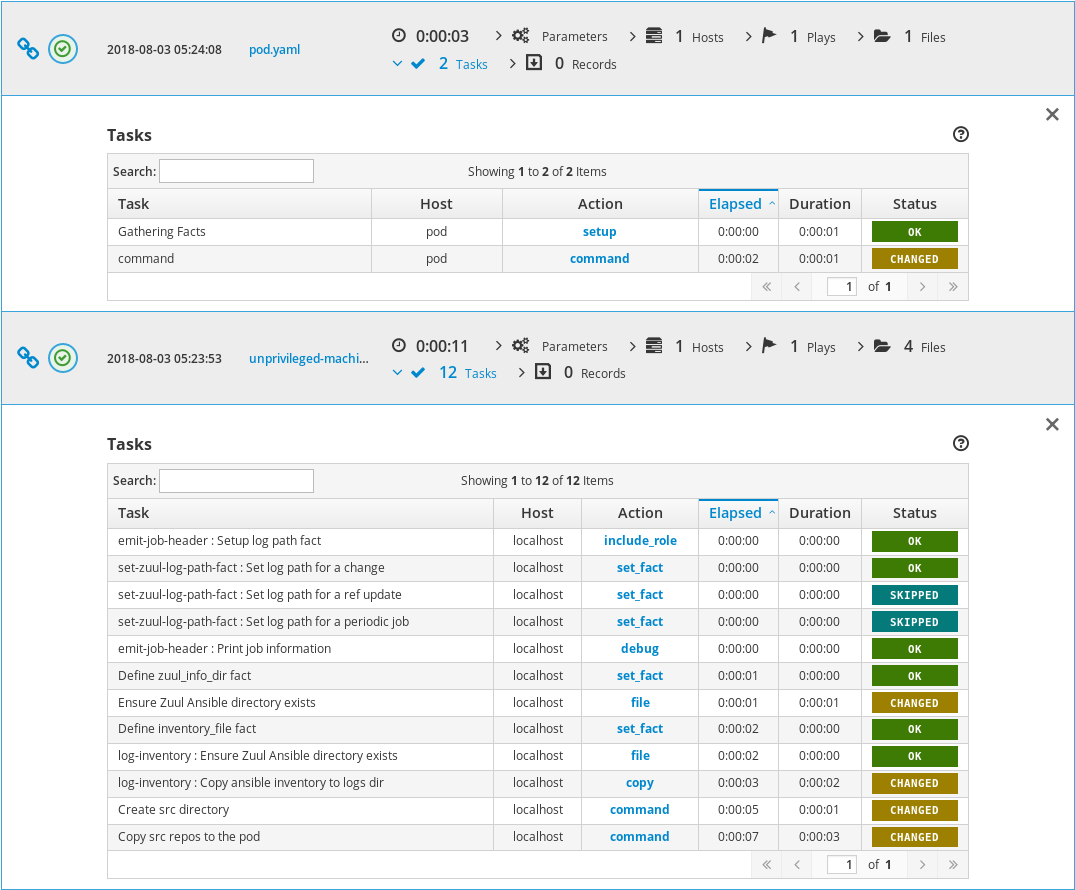 2018-08-03 05:24:08 pod.yaml 0:00:03 Parameters 1 Hosts 1 Plays 1 Files
2 Tasks 0 Records
Tasks
Search: Showing 1 to 2 of 2 Items
Task Host Action Elapsed Duration Status
Gathering Facts pod setup 0:00:00 0:00:01 OK
command pod command 0:00:02 0:00:01 CHANGED
1 of 1
2018-08-03 05:23:53 unprivileged-machi... 0:00:11 Parameters 1 Hosts 1 Plays 4 Files
12 Tasks 0 Records
Tasks
Search: Showing 1 to 12 of 12 Items
Task Host Action Elapsed Duration Status
emit-job-header : Setup log path fact localhost include_role 0:00:00 0:00:00 OK
set-zuul-log-path-fact : Set log path for a change localhost set_fact 0:00:00 0:00:00 OK
set-zuul-log-path-fact : Set log path for a ref update localhost set_fact 0:00:00 0:00:00 SKIPPED
set-zuul-log-path-fact : Set log path for a periodic job localhost set_fact 0:00:00 0:00:00 SKIPPED
emit-job-header : Print job information localhost debug 0:00:00 0:00:00 OK
Define zuul_info_dir fact localhost set_fact 0:00:01 0:00:00 OK
Ensure Zuul Ansible directory exists localhost file 0:00:01 0:00:01 CHANGED
Define inventory_file fact localhost set_fact 0:00:02 0:00:00 OK
log-inventory : Ensure Zuul Ansible directory exists localhost file 0:00:02 0:00:00 OK
log-inventory : Copy ansible inventory to logs dir localhost copy 0:00:03 0:00:02 CHANGED
Create src directory localhost command 0:00:05 0:00:01 CHANGED
Copy src repos to the pod localhost command 0:00:07 0:00:03 CHANGED
1 of 1